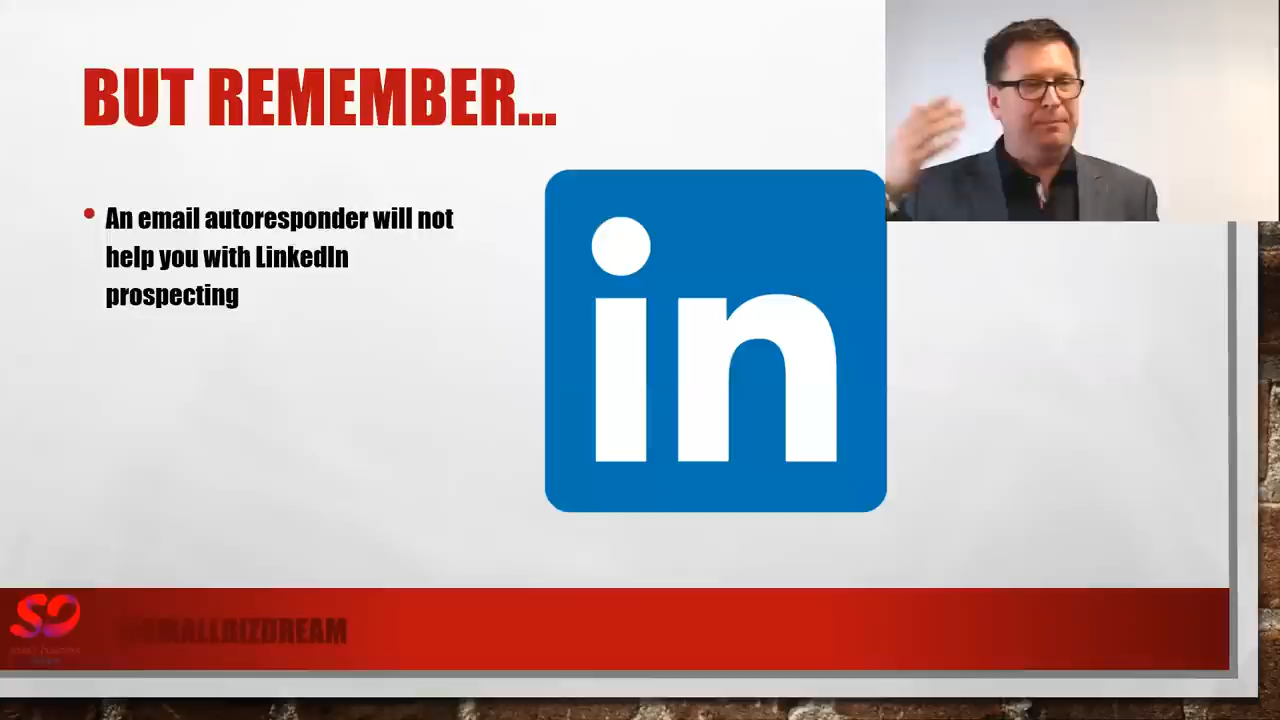 BUT REMEMBER...
• An email autoresponder will not
help you with LinkedIn
prospecting
in